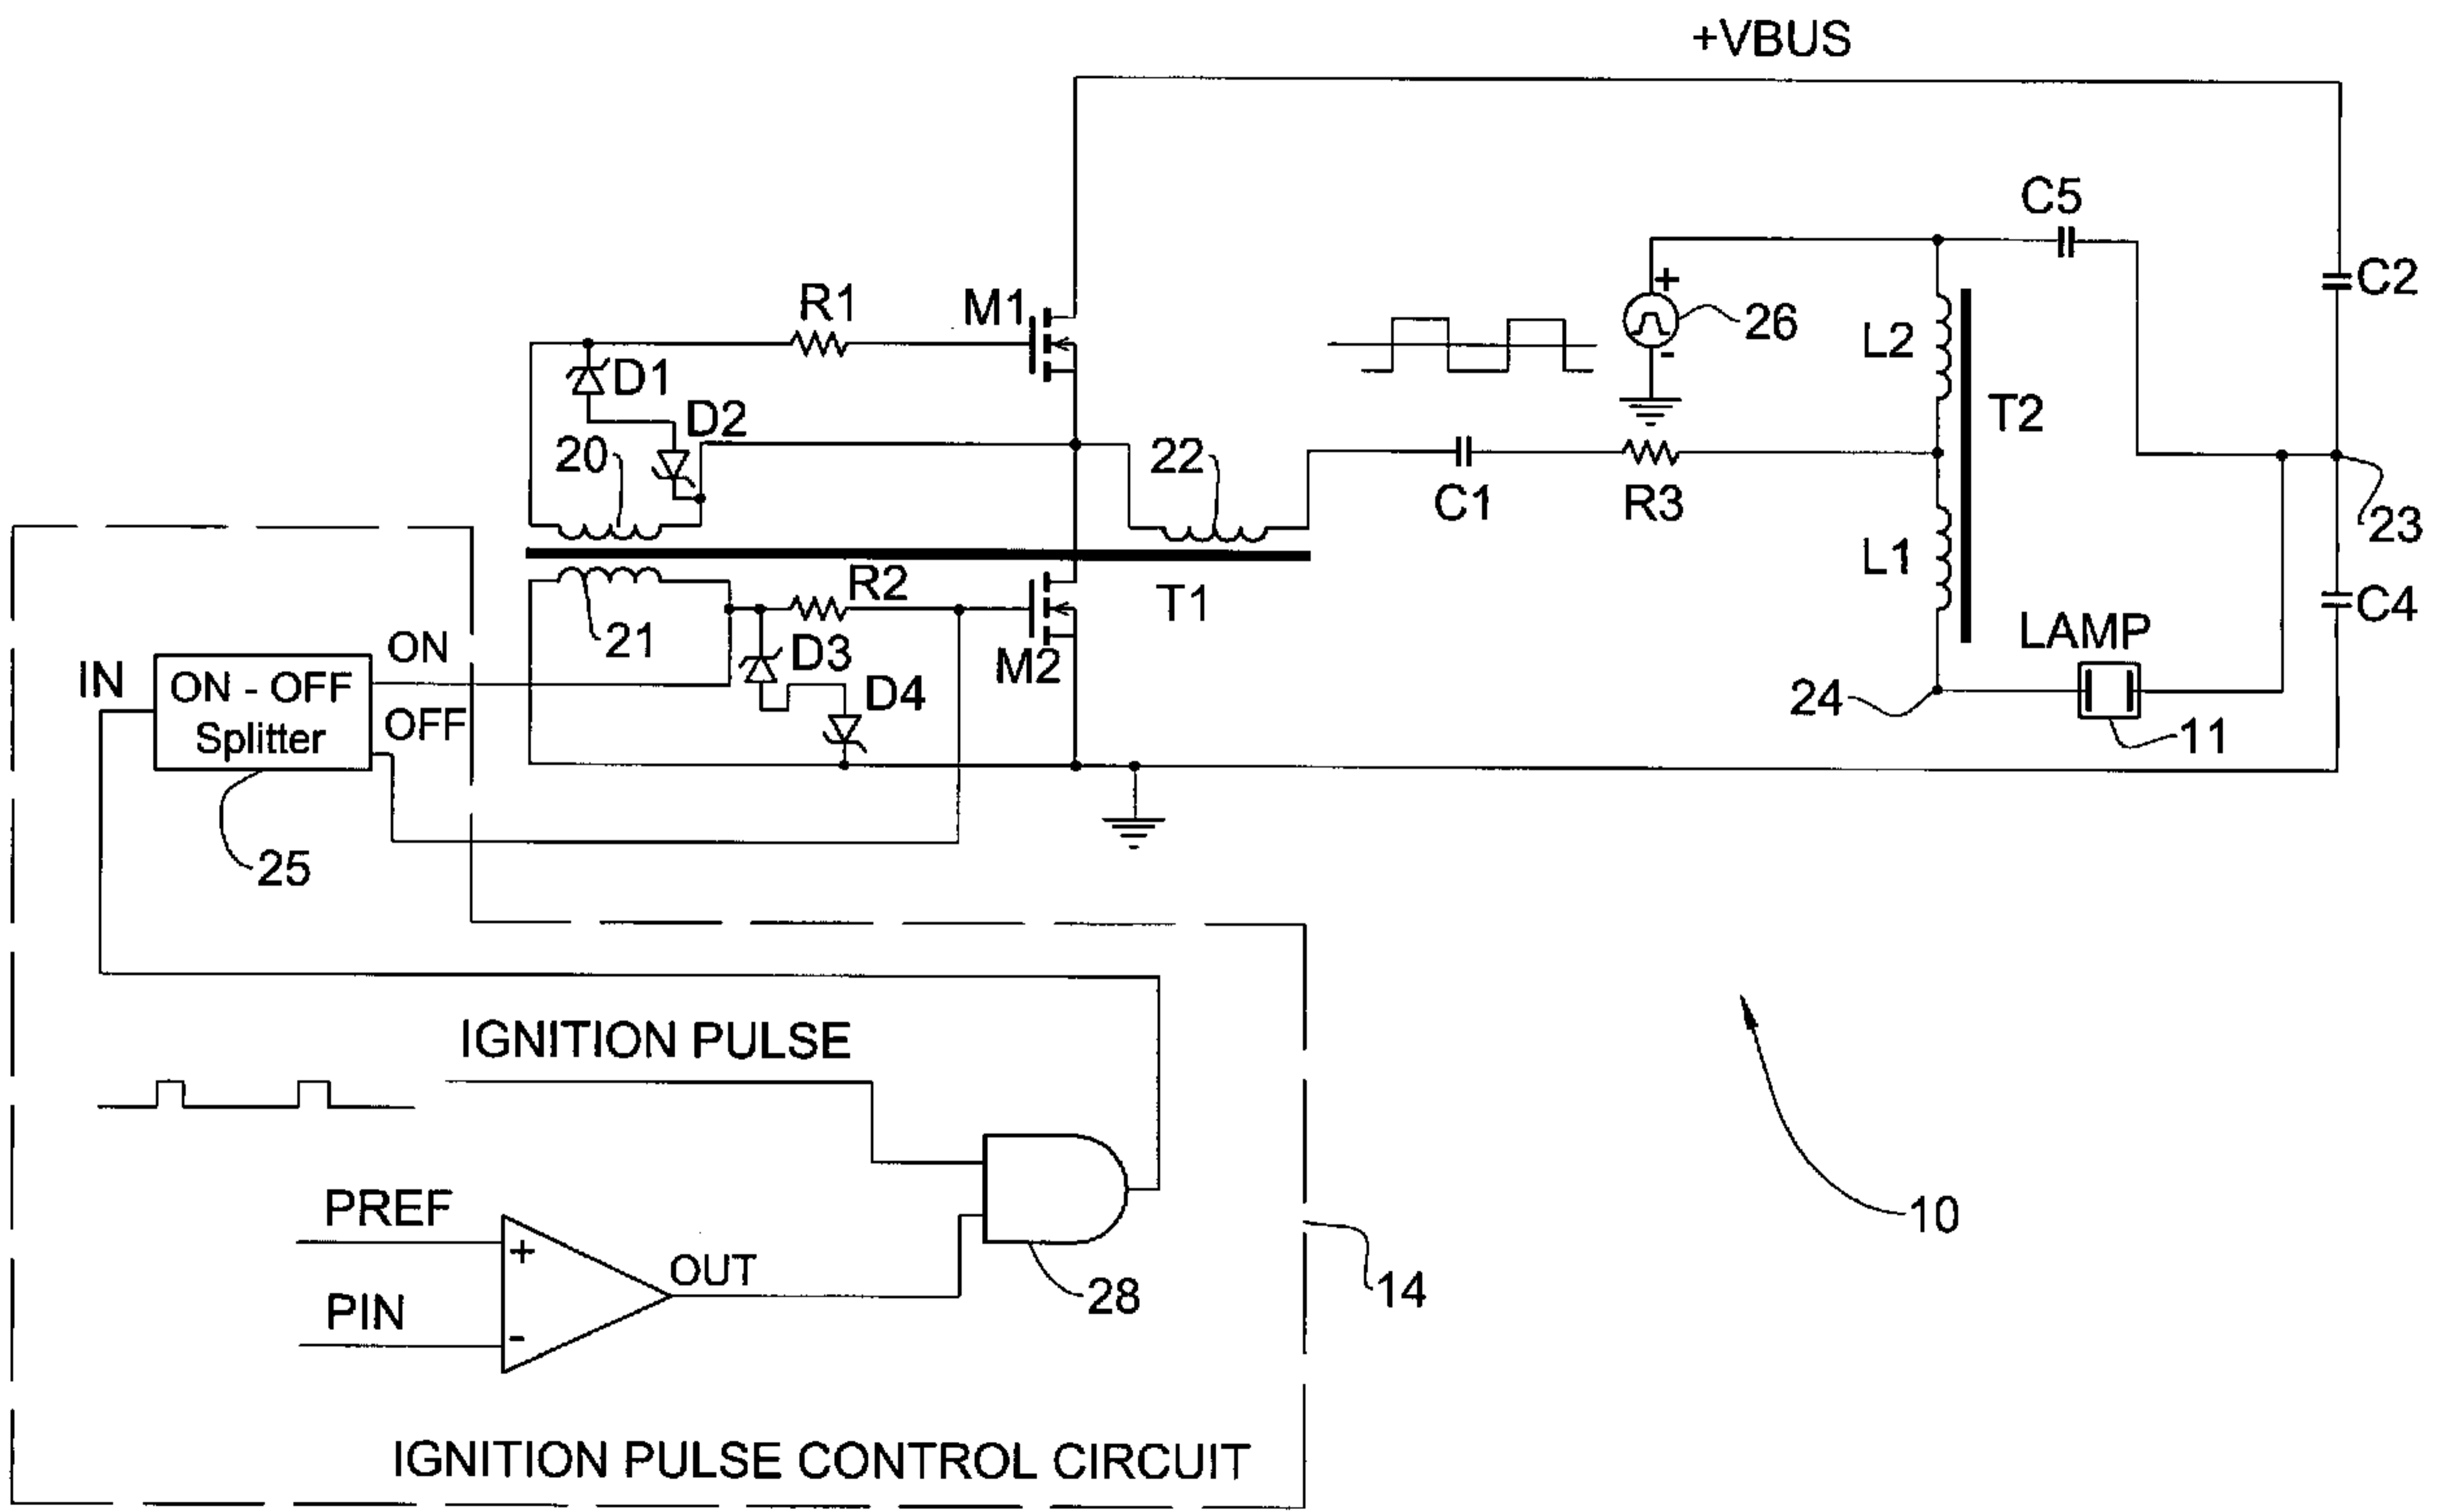 +VBUS
C5
C2
R1
M1
26
L2
D1
D2
T2
20
22
C1
R3
23
L1
R2
T1
C4
21
ON
D3
M2
LAMP
IN
ON - OFF
Splitter
OFF
D4
24
11
25
IGNITION PULSE
PREF
+
OUT
10
PIN
-
28
14
IGNITION PULSE CONTROL CIRCUIT
+
-